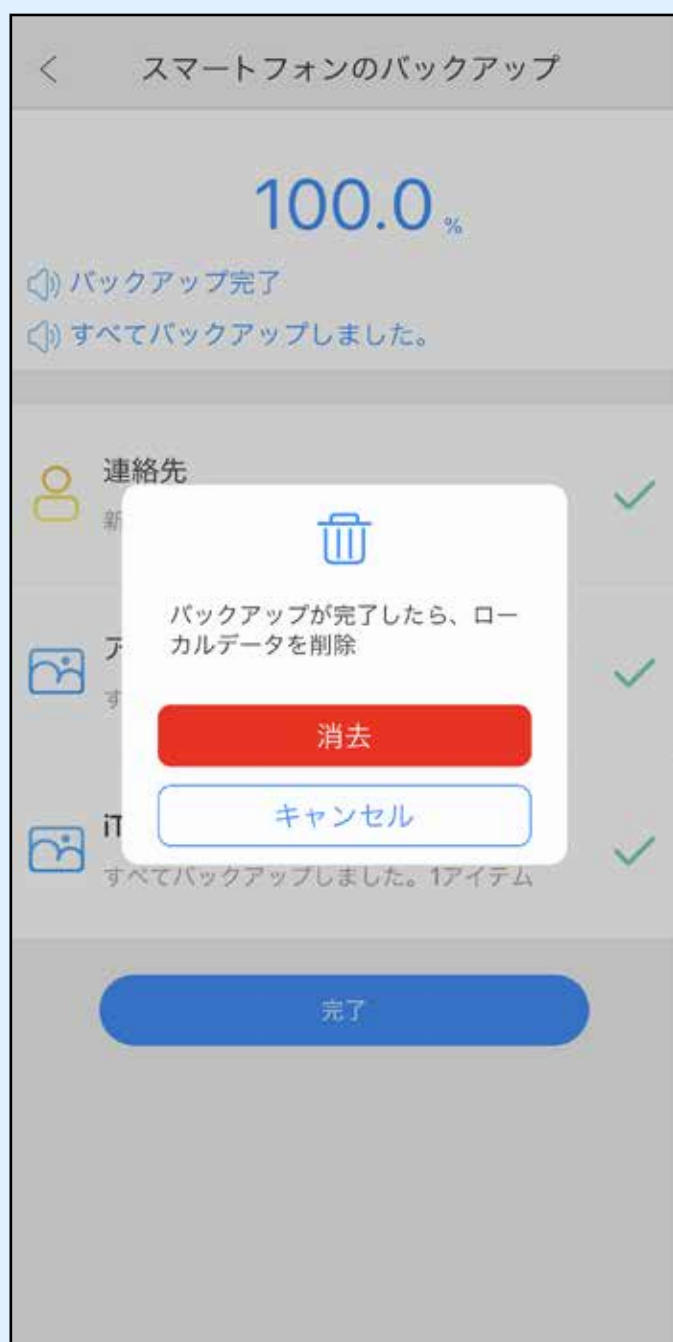 スマートフォンのバックアップ
100.0 %
バックアップ完了
すべてバックアップしました。
連絡先
新
バックアップが完了したら、ロー
カルデータを削除
ア
す
消去
キャンセル
iT
すべてバックアップしました。1アイテム
完了